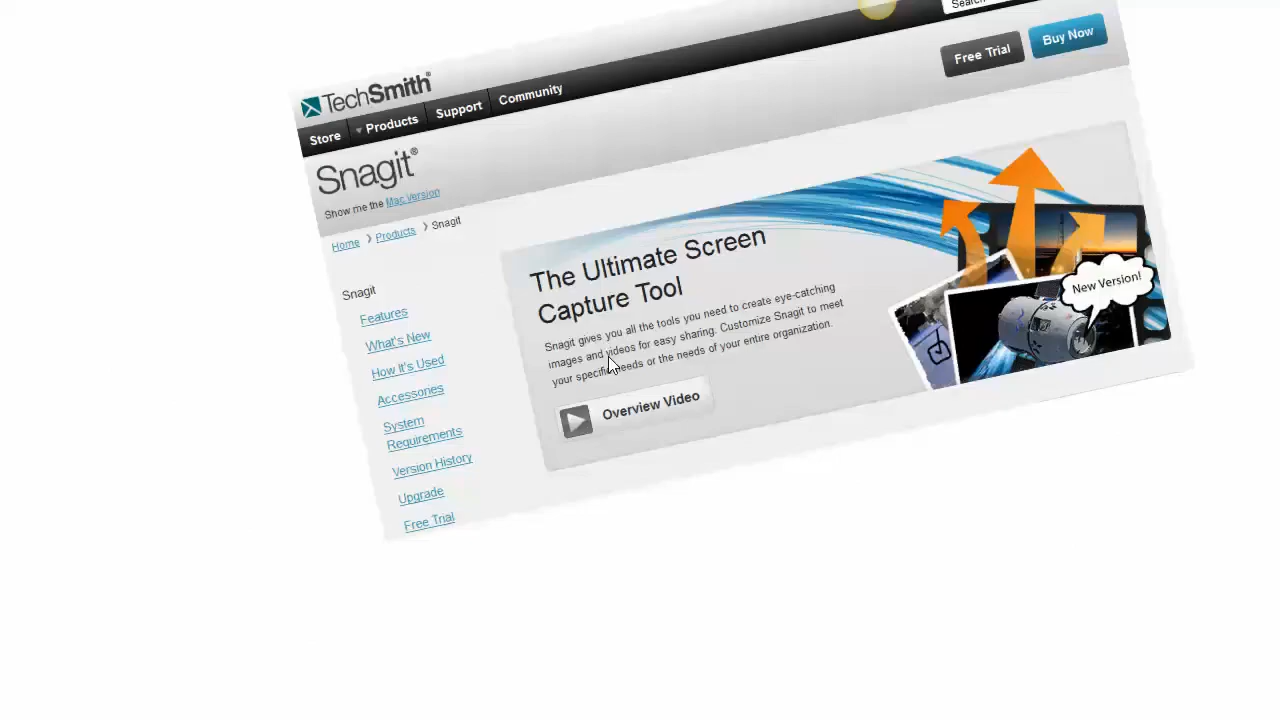 Search
Free Trial
Buy Now
TechSmith®
Store
Products
Support
Community
Snagit®
Show me the Mac Version
Home > Products > Snagit
Snagit
Features
What's New
How It's Used
Accessories
System
Requirements
Version History
Upgrade
Free Trial
The Ultimate Screen
Capture Tool
Snagit gives you all the tools you need to create eye-catching
images and videos for easy sharing. Customize Snagit to meet
your specific needs or the needs of your entire organization.
Overview Video
New Version!